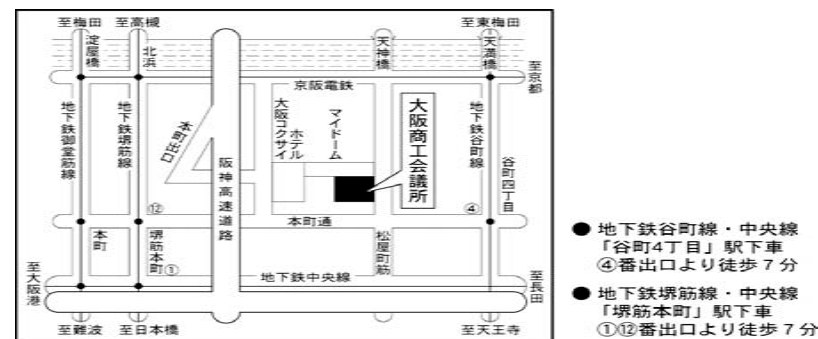 至梅田
至高槻
至東梅田
淀屋橋
北浜
天神橋
天満橋
至京都
京阪電鉄
地下鉄御堂筋線
地下鉄堺筋線
本町出口
阪神高速道路
大阪コクサイ
ホテル
マイドーム
大阪商工会議所
地下鉄谷町線
谷町四丁目
⑫
④
本町通
本町
堺筋本町①
松屋町筋
至大阪港
地下鉄中央線
至長田
至難波
至日本橋
至天王寺
● 地下鉄谷町線・中央線
「谷町4丁目」駅下車
④番出口より徒歩7分
● 地下鉄堺筋線・中央線
「堺筋本町」駅下車
①⑫番出口より徒歩7分